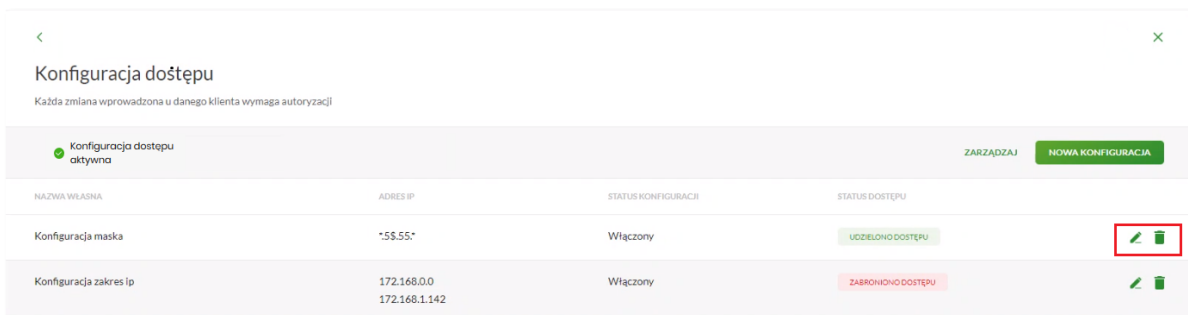 Konfiguracja dostępu
Każda zmiana wprowadzona u danego klienta wymaga autoryzacji
Konfiguracja dostępu
aktywna
ZARZĄDZAJ
NOWA KONFIGURACJA
NAZWA WŁASNA ADRES IP STATUS KONFIGURACJI STATUS DOSTĘPU
Konfiguracja maska *.5$.55.* Włączony UDZIELONO DOSTĘPU
Konfiguracja zakres ip 172.168.0.0 Włączony ZABRONIONO DOSTĘPU
172.168.1.142